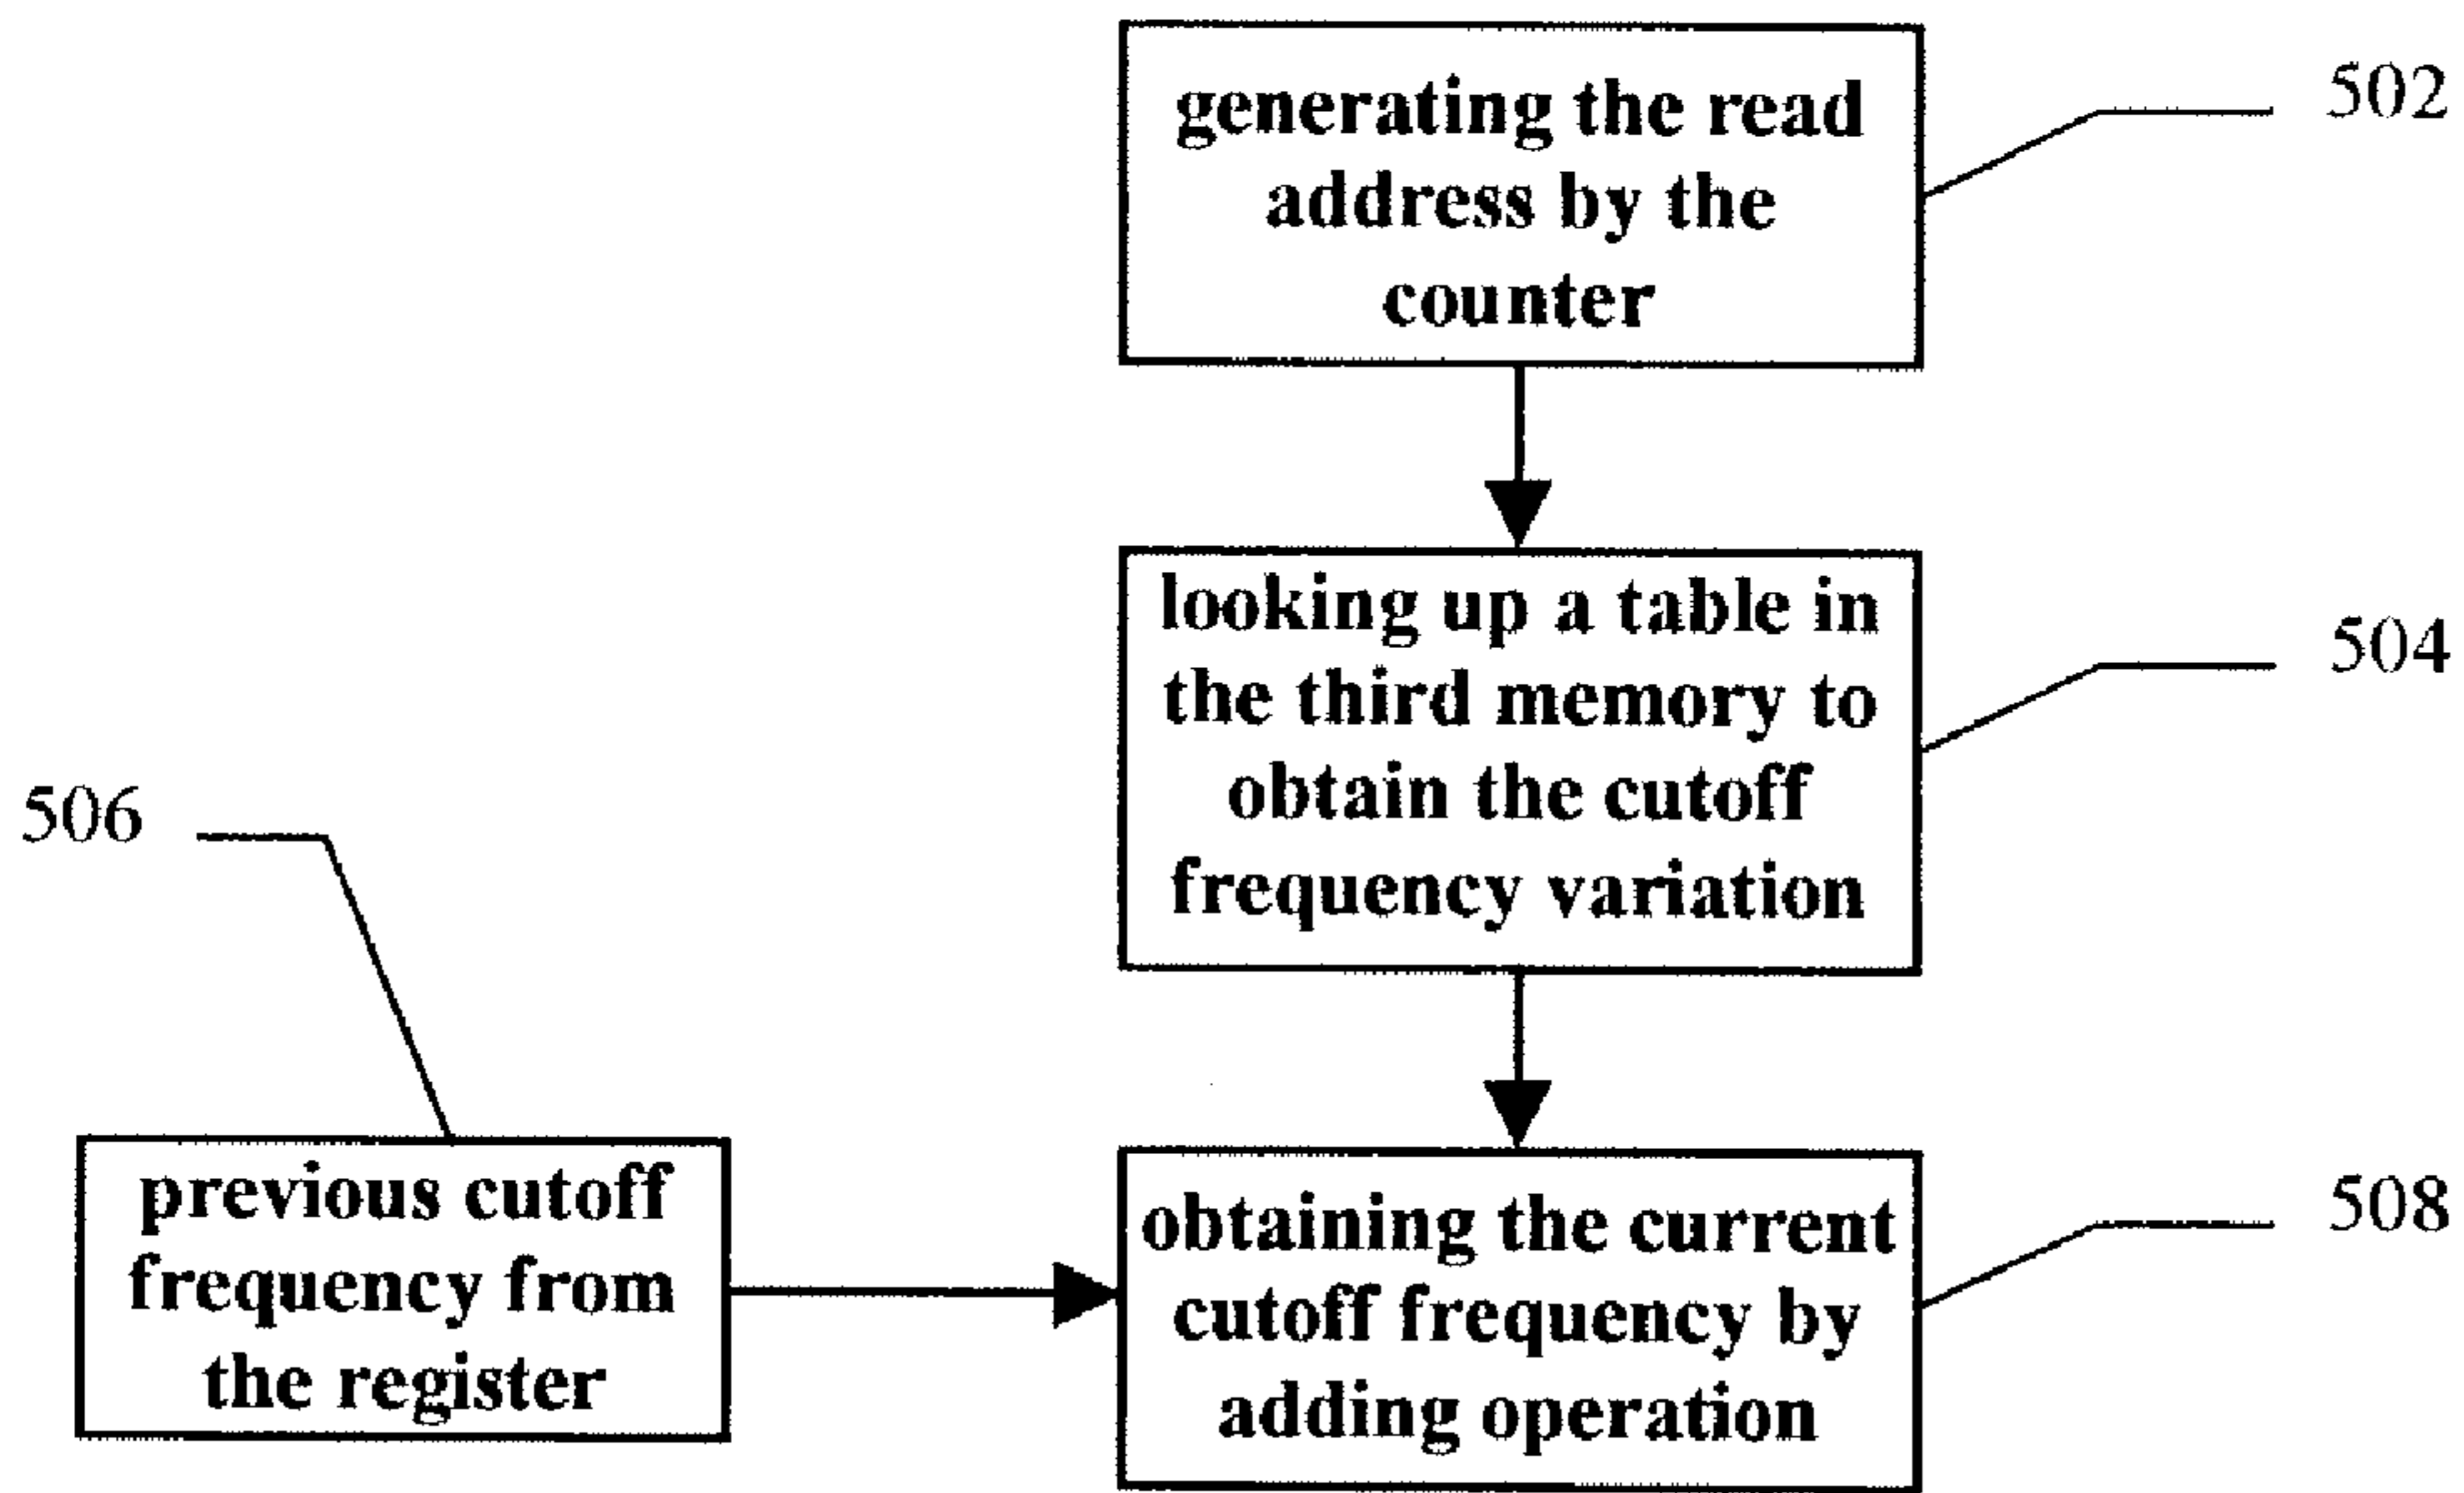 generating the read
address by the
counter
502
looking up a table in
the third memory to
obtain the cutoff
frequency variation
504
506
previous cutoff
frequency from
the register
obtaining the current
cutoff frequency by
adding operation
508